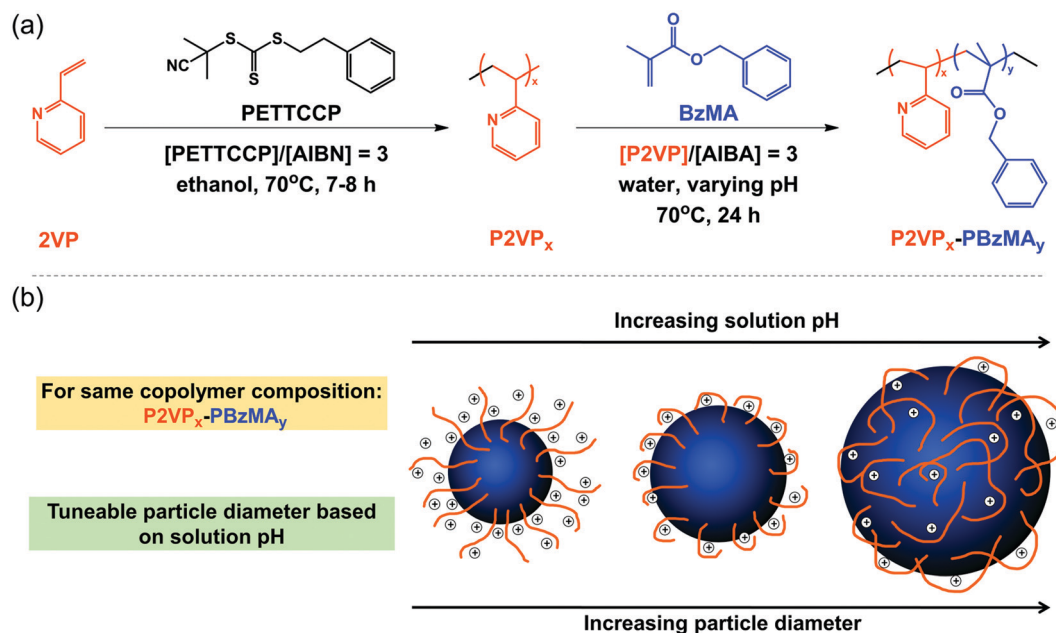 (a)
NC
S
S
S
PETTCCP
[PETTCCP]/[AIBN] = 3
ethanol, 70°C, 7-8 h
N
2VP
x
N
P2VPx
O
O
BzMA
[P2VP]/[AIBA] = 3
water, varying pH
70°C, 24 h
x
y
N
O
O
P2VPx-PBzMAy
(b)
Increasing solution pH
For same copolymer composition:
P2VPx-PBzMAy
Tuneable particle diameter based
on solution pH
Increasing particle diameter